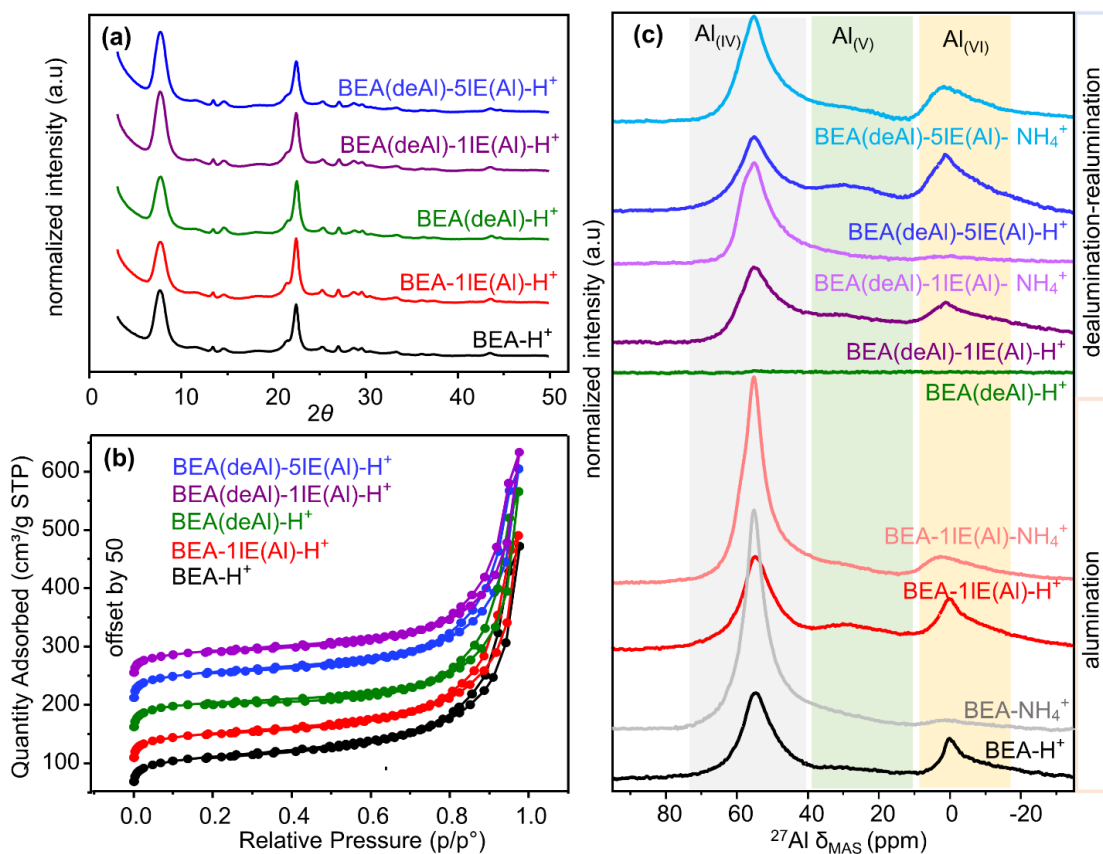 (a)
normalized intensity (a.u)
BEA(deAl)-5IE(Al)-H⁺
BEA(deAl)-1IE(Al)-H⁺
BEA(deAl)-H⁺
BEA-1IE(Al)-H⁺
BEA-H⁺
0 10 20 30 40 50
2θ
(b)
Quantity Adsorbed (cm³/g STP)
offset by 50
600
500
400
300
200
100
BEA(deAl)-5IE(Al)-H⁺
BEA(deAl)-1IE(Al)-H⁺
BEA(deAl)-H⁺
BEA-1IE(Al)-H⁺
BEA-H⁺
0.0 0.2 0.4 0.6 0.8 1.0
Relative Pressure (p/p°)
(c)
normalized intensity (a.u)
Al(IV) Al(V) Al(VI)
BEA(deAl)-5IE(Al)- NH₄⁺
BEA(deAl)-5IE(Al)-H⁺
BEA(deAl)-1IE(Al)- NH₄⁺
BEA(deAl)-1IE(Al)-H⁺
BEA(deAl)-H⁺
BEA-1IE(Al)-NH₄⁺
BEA-1IE(Al)-H⁺
BEA-NH₄⁺
BEA-H⁺
80 60 40 20 0 -20
²⁷Al δMAS (ppm)
dealumination-realumination
alumination